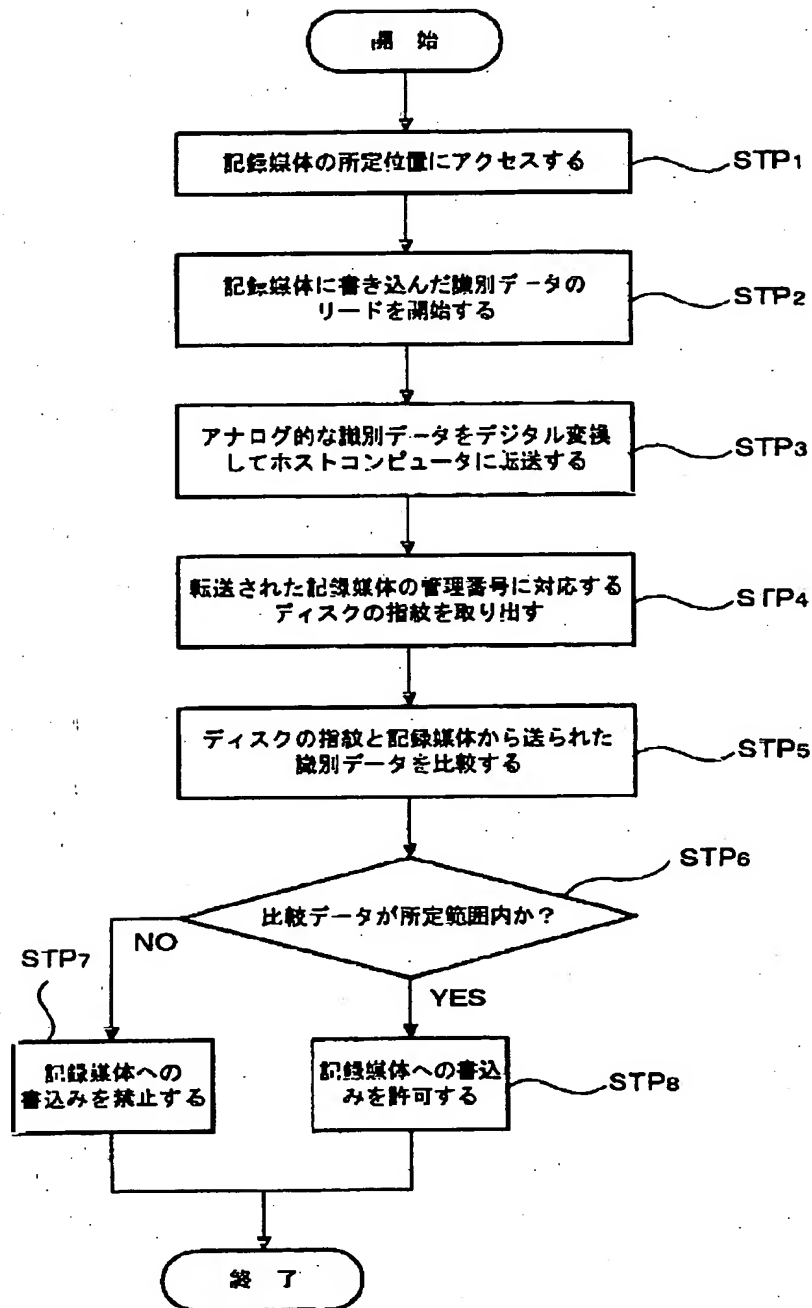 開 始
記録媒体の所定位置にアクセスする
STP1
記録媒体に書き込んだ識別データの
リードを開始する
STP2
アナログ的な識別データをデジタル変換
してホストコンピュータに転送する
STP3
転送された記録媒体の管理番号に対応する
ディスクの指紋を取り出す
STP4
ディスクの指紋と記録媒体から送られた
識別データを比較する
STP5
STP6
比較データが所定範囲内か?
NO
STP7
YES
記録媒体への
書込みを禁止する
記録媒体への書込
みを許可する
STP8
終 了